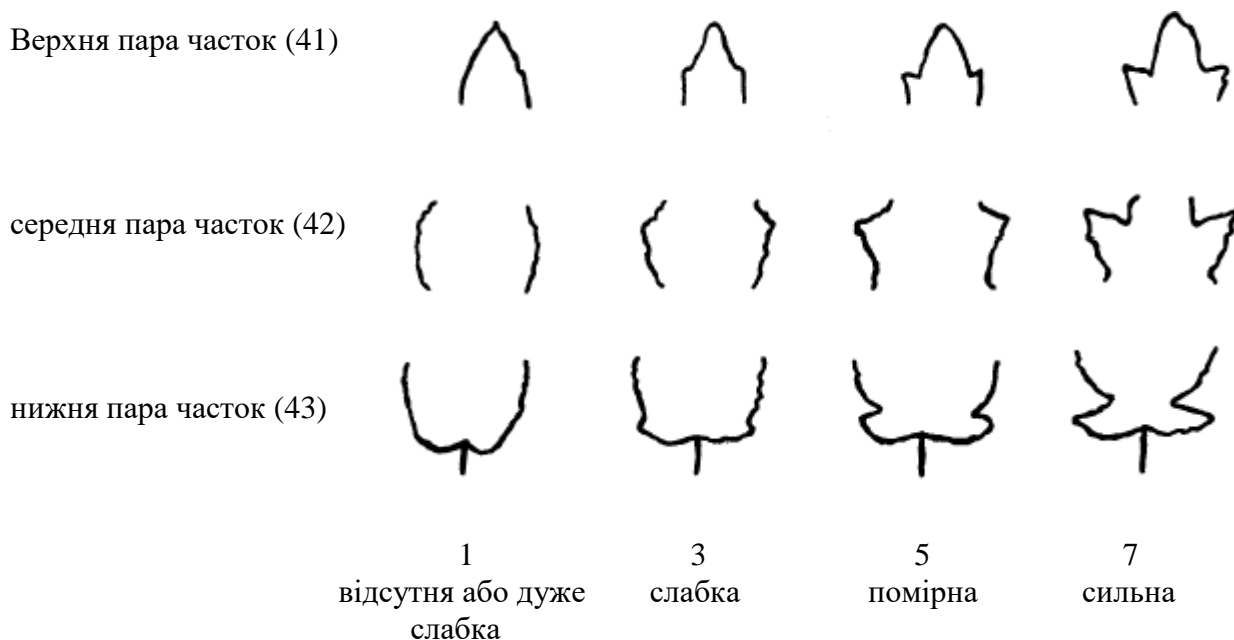 Верхня пара часток (41)
середня пара часток (42)
нижня пара часток (43)
1 3 5 7
відсутня або дуже слабка помірна сильна
слабка